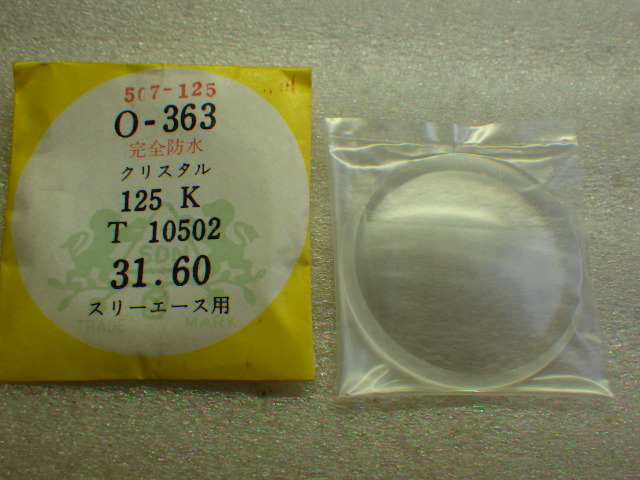 507-125
O-363
完全防水
クリスタル
125 K
T 10502
31.60
スリーエース用
TRADE MARK